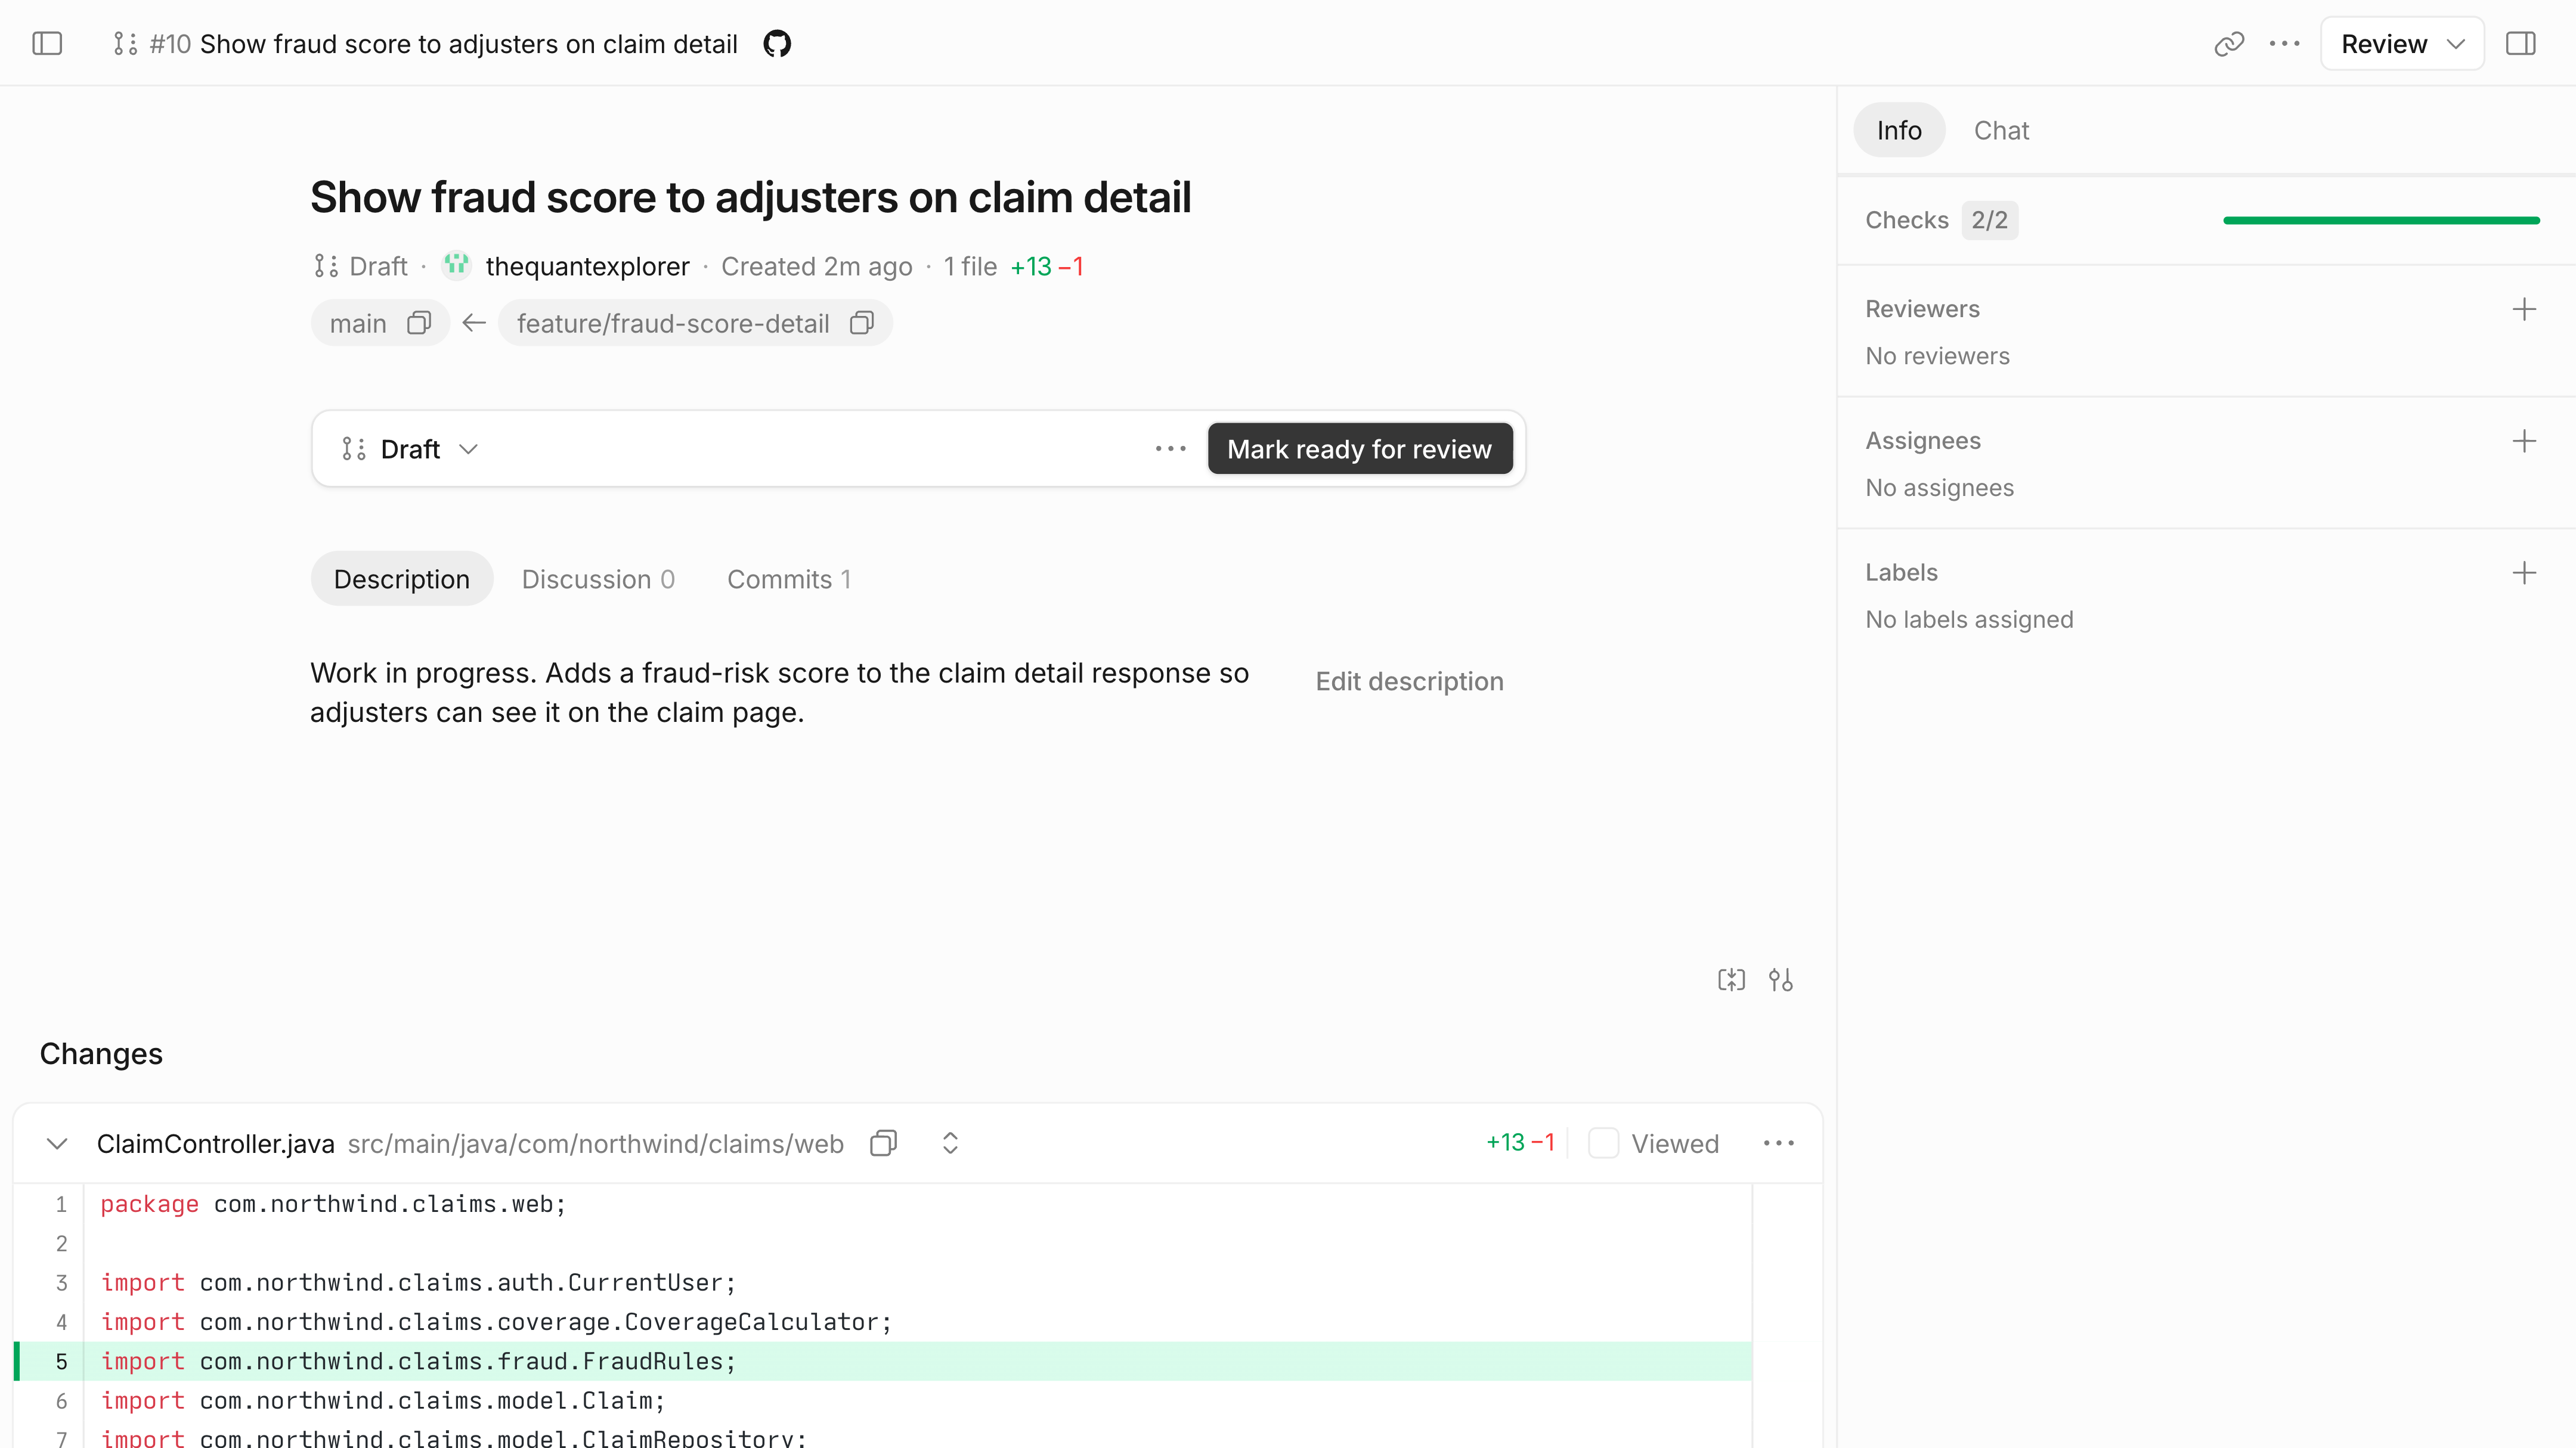 #10 Show fraud score to adjusters on claim detail
Review
Info
Chat
Show fraud score to adjusters on claim detail
Draft · thequantexplorer · Created 2m ago · 1 file +13 −1
main ← feature/fraud-score-detail
Draft
Mark ready for review
Description
Discussion 0
Commits 1
Work in progress. Adds a fraud-risk score to the claim detail response so
adjusters can see it on the claim page.
Edit description
Checks 2/2
Reviewers
No reviewers
Assignees
No assignees
Labels
No labels assigned
Changes
ClaimController.java src/main/java/com/northwind/claims/web
+13 −1
Viewed
1 package com.northwind.claims.web;
2
3 import com.northwind.claims.auth.CurrentUser;
4 import com.northwind.claims.coverage.CoverageCalculator;
5 import com.northwind.claims.fraud.FraudRules;
6 import com.northwind.claims.model.Claim;
7 import com.northwind.claims.model.ClaimRepository;